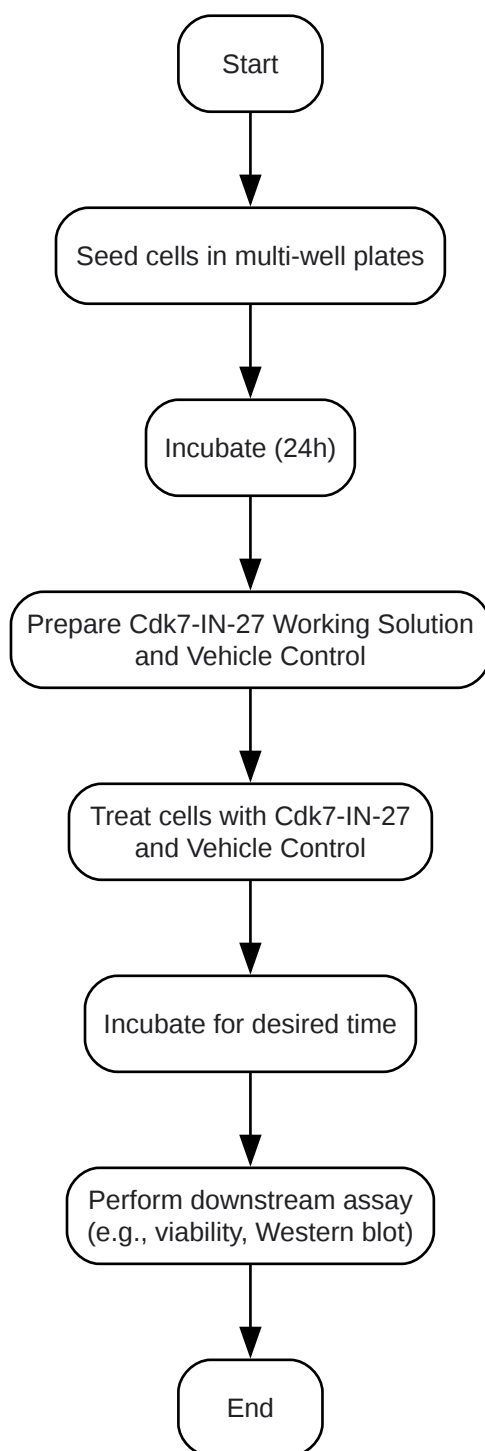 Start
Seed cells in multi-well plates
Incubate (24h)
Prepare Cdk7-IN-27 Working Solution
and Vehicle Control
Treat cells with Cdk7-IN-27
and Vehicle Control
Incubate for desired time
Perform downstream assay
(e.g., viability, Western blot)
End